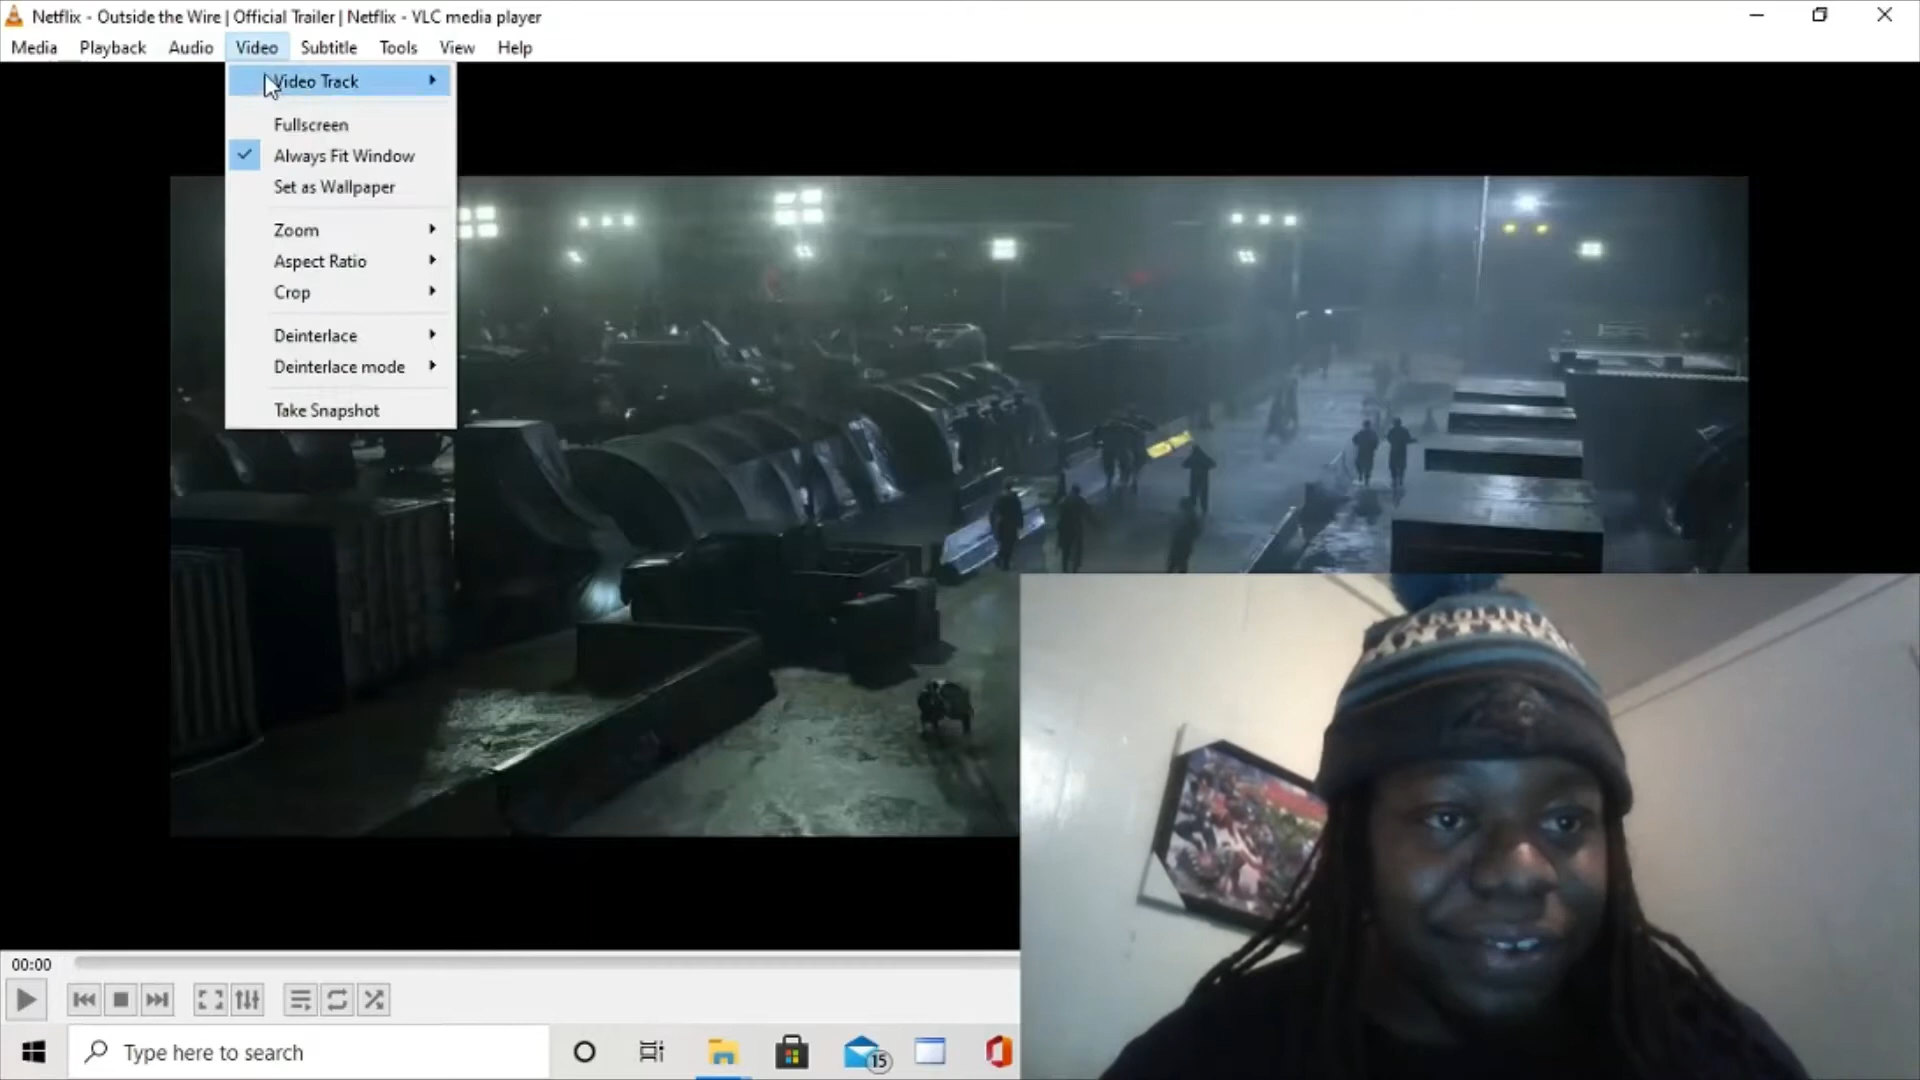 Netflix - Outside the Wire | Official Trailer | Netflix - VLC media player
Media Playback Audio Video Subtitle Tools View Help
Video Track
Fullscreen
Always Fit Window
Set as Wallpaper
Zoom
Aspect Ratio
Crop
Deinterlace
Deinterlace mode
Take Snapshot
00:00
Type here to search
15